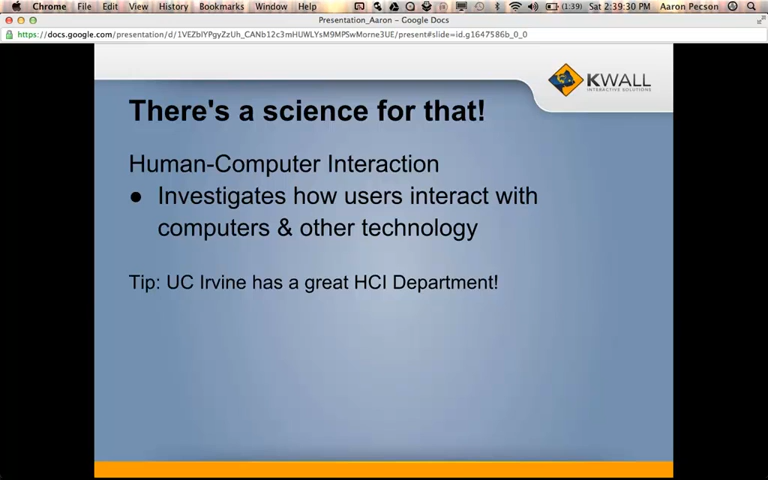 Chrome File Edit View History Bookmarks Window Help (1:39) Sat 2:39:30 PM Aaron Pecson
Presentation_Aaron – Google Docs
https://docs.google.com/presentation/d/1VEZblYPgyZzUh_CANb12c3mHUWLYsM9MPSwMorne3UE/present#slide=id.g1647586b_0_0
KWALL
INTERACTIVE SOLUTIONS
There's a science for that!
Human-Computer Interaction
● Investigates how users interact with
computers & other technology
Tip: UC Irvine has a great HCI Department!